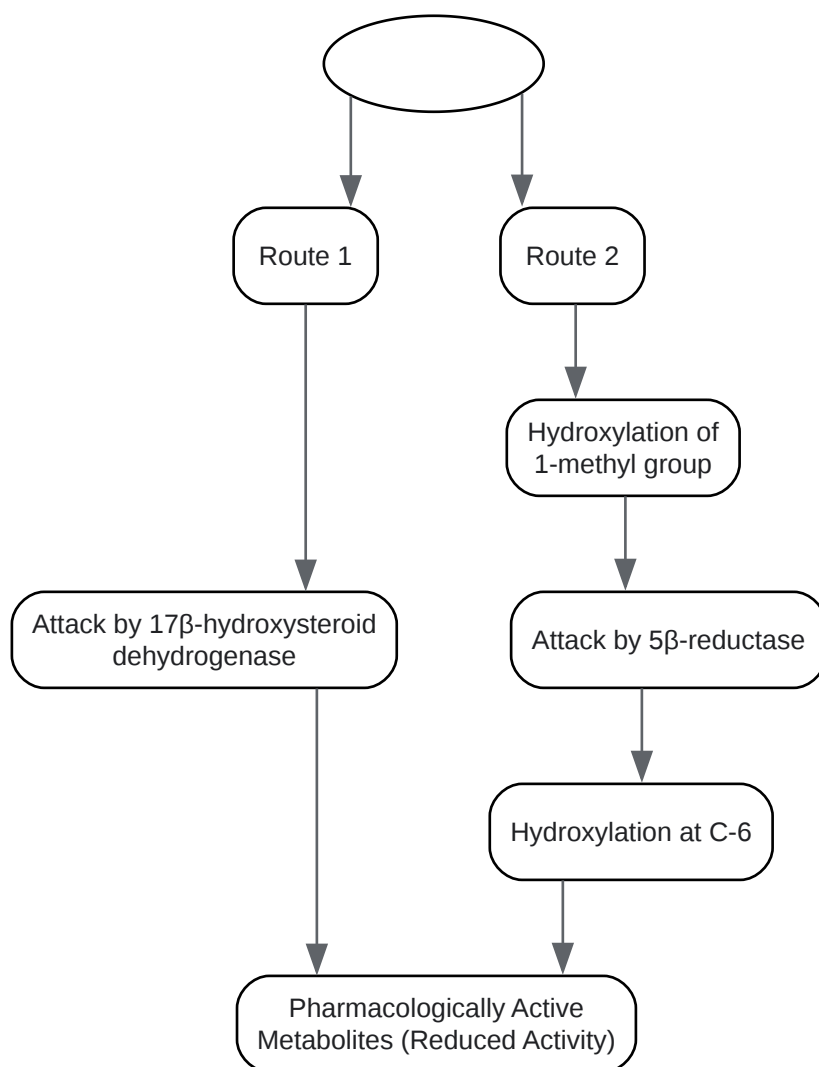 Route 1
Route 2
Hydroxylation of
1-methyl group
Attack by 17β-hydroxysteroid
dehydrogenase
Attack by 5β-reductase
Hydroxylation at C-6
Pharmacologically Active
Metabolites (Reduced Activity)